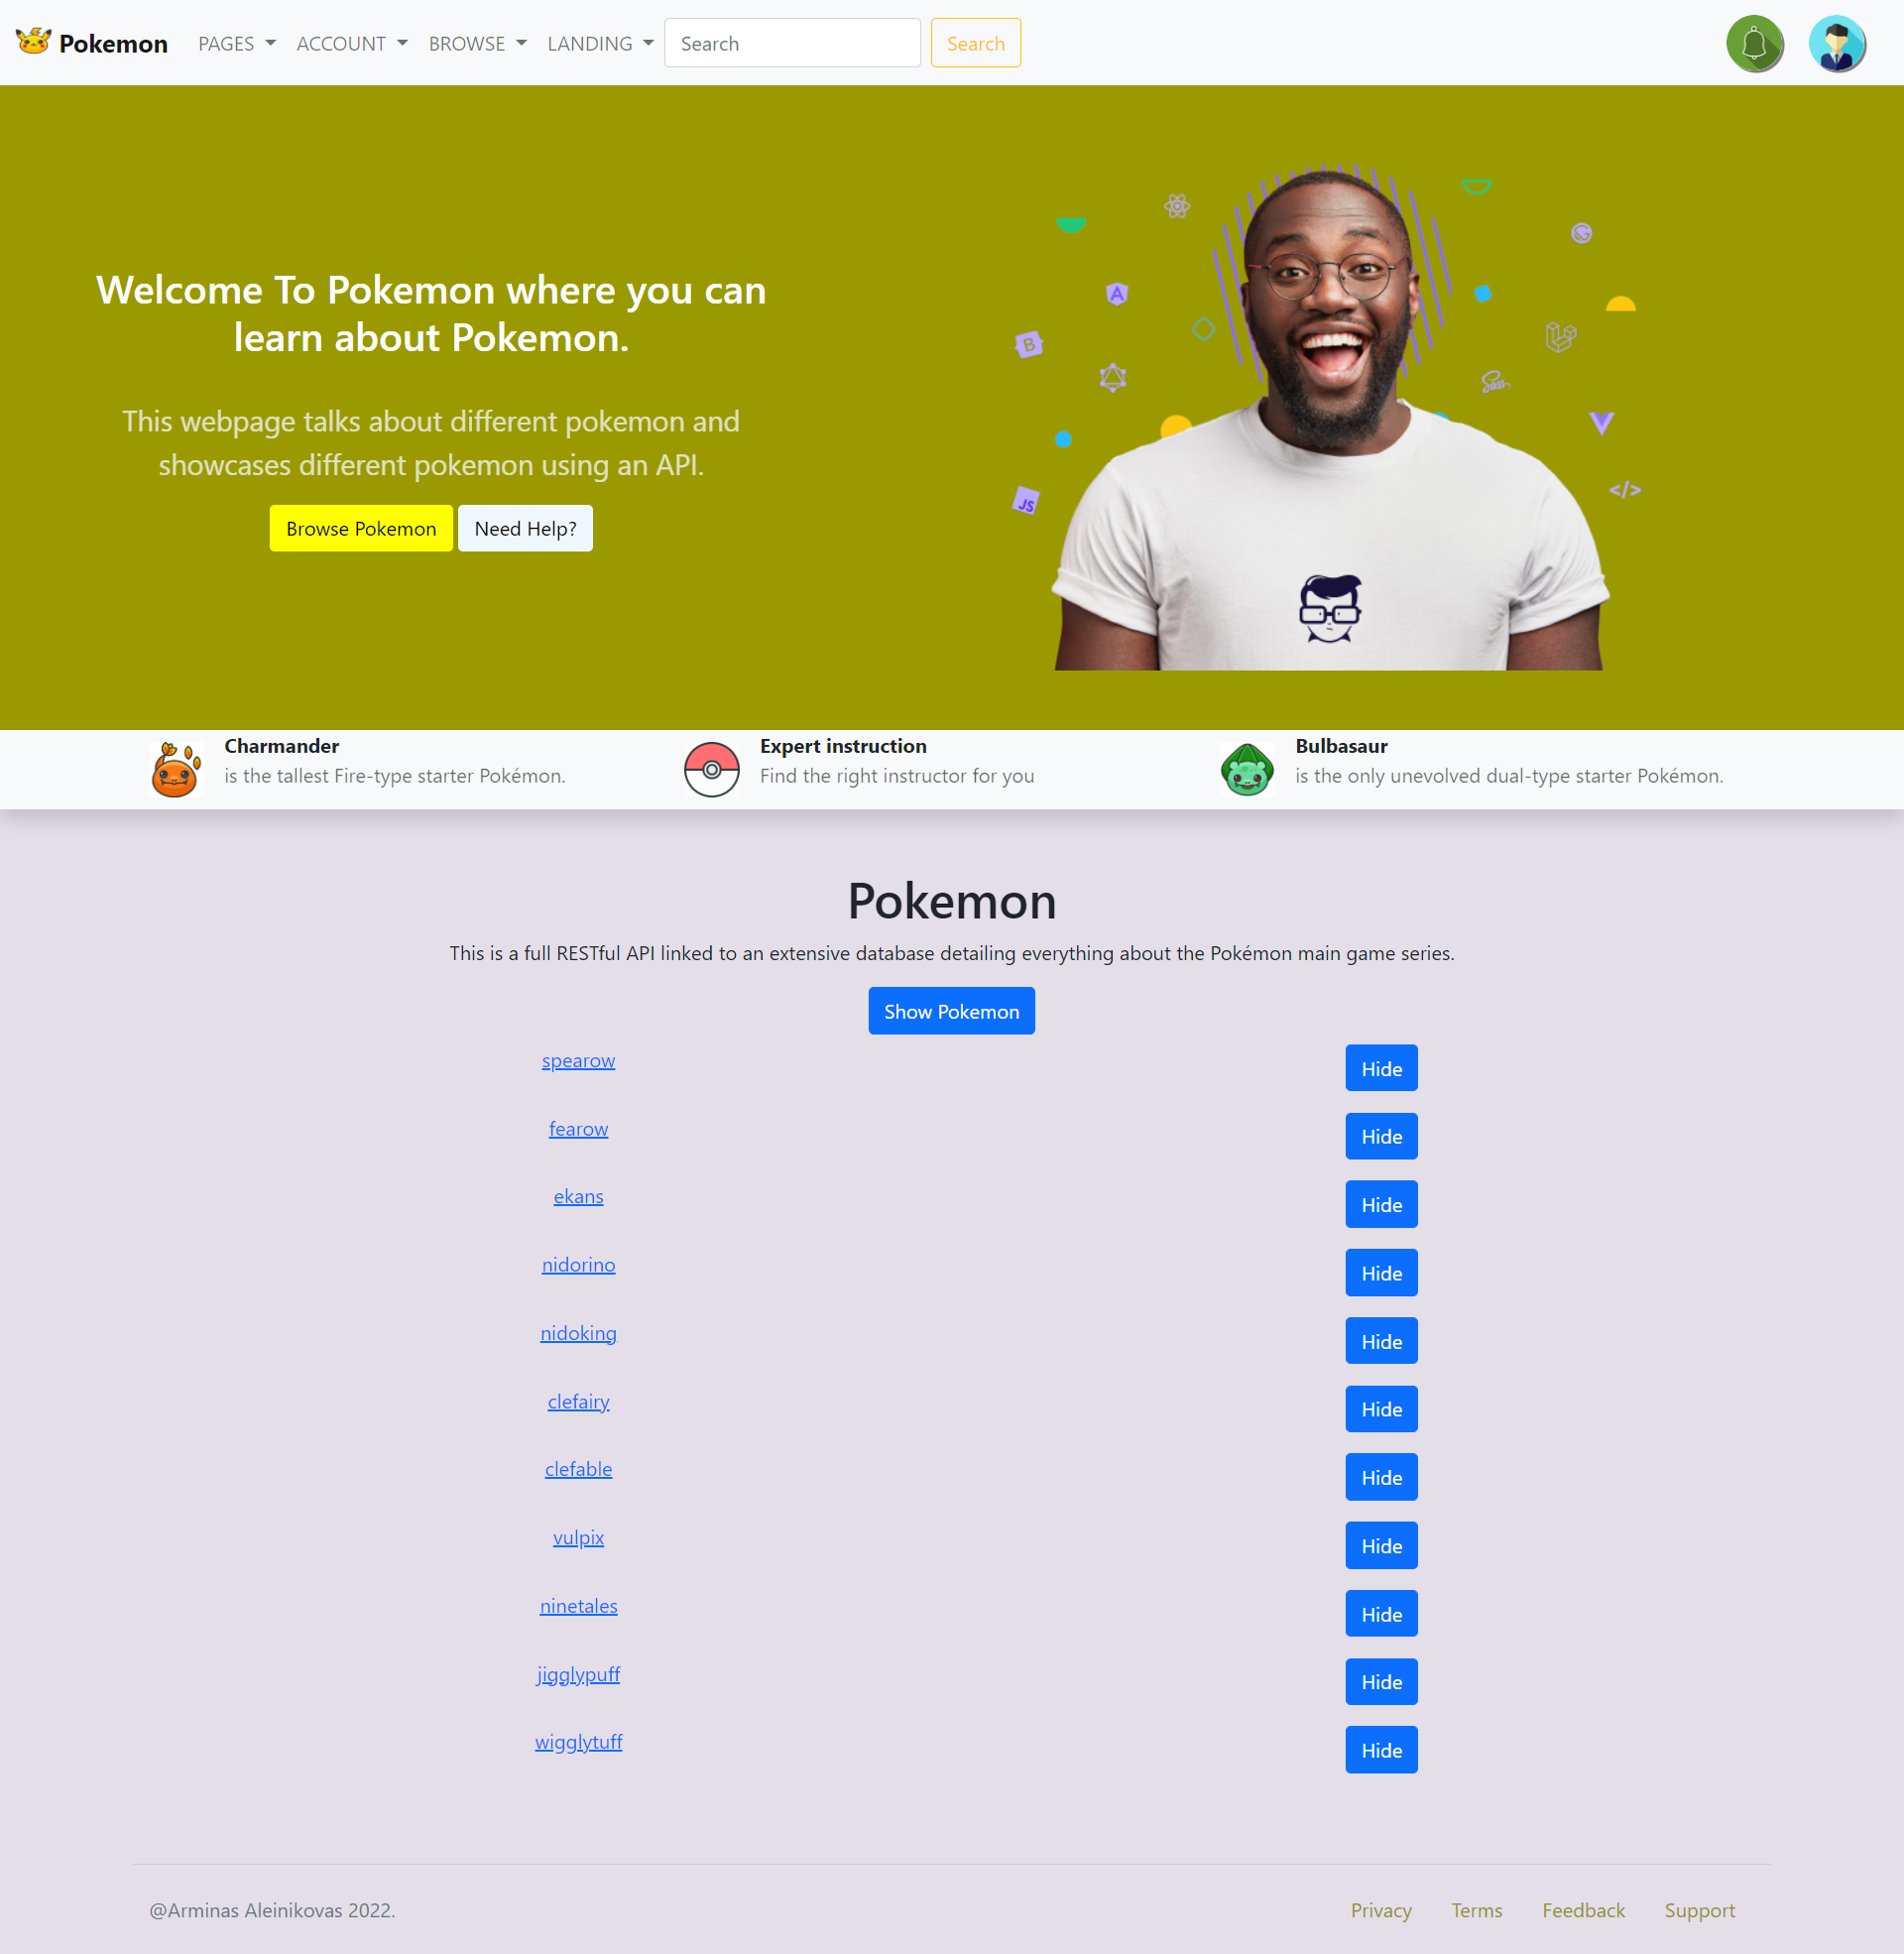 Pokemon PAGES ACCOUNT BROWSE LANDING Search Search
Welcome To Pokemon where you can
learn about Pokemon.
This webpage talks about different pokemon and
showcases different pokemon using an API.
Browse Pokemon Need Help?
A
B
JS
Sass
</>
Charmander
is the tallest Fire-type starter Pokémon.
Expert instruction
Find the right instructor for you
Bulbasaur
is the only unevolved dual-type starter Pokémon.
Pokemon
This is a full RESTful API linked to an extensive database detailing everything about the Pokémon main game series.
Show Pokemon
spearow Hide
fearow Hide
ekans Hide
nidorino Hide
nidoking Hide
clefairy Hide
clefable Hide
vulpix Hide
ninetales Hide
jigglypuff Hide
wigglytuff Hide
@Arminas Aleinikovas 2022. Privacy Terms Feedback Support